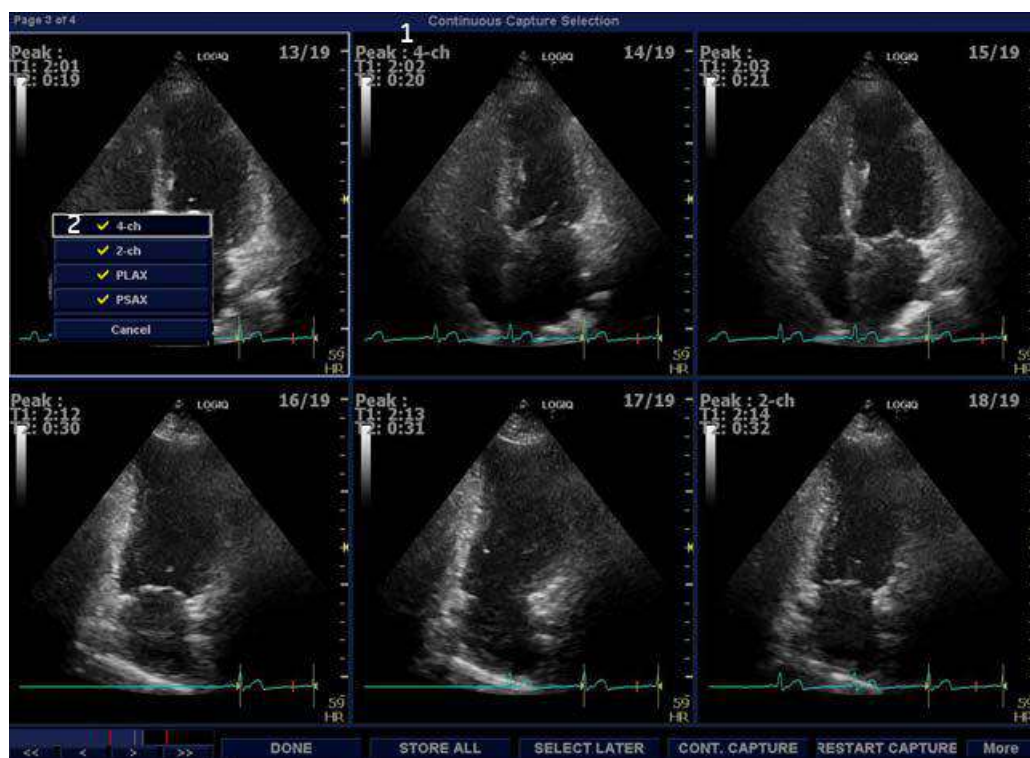 Page 3 of 4
Continuous Capture Selection
1
Peak :
T1: 2:01
T2: 0:19
LOGIQ
13/19
Peak : 4-ch
T1: 2:02
T2: 0:20
LOGIQ
14/19
Peak :
T1: 2:03
T2: 0:21
LOGIQ
15/19
2
4-ch
2-ch
PLAX
PSAX
Cancel
59
HR
59
HR
59
HR
Peak :
T1: 2:12
T2: 0:30
LOGIQ
16/19
Peak :
T1: 2:13
T2: 0:31
LOGIQ
17/19
Peak : 2-ch
T1: 2:14
T2: 0:32
LOGIQ
18/19
59
HR
59
HR
59
HR
<< < > >> DONE STORE ALL SELECT LATER CONT. CAPTURE RESTART CAPTURE More